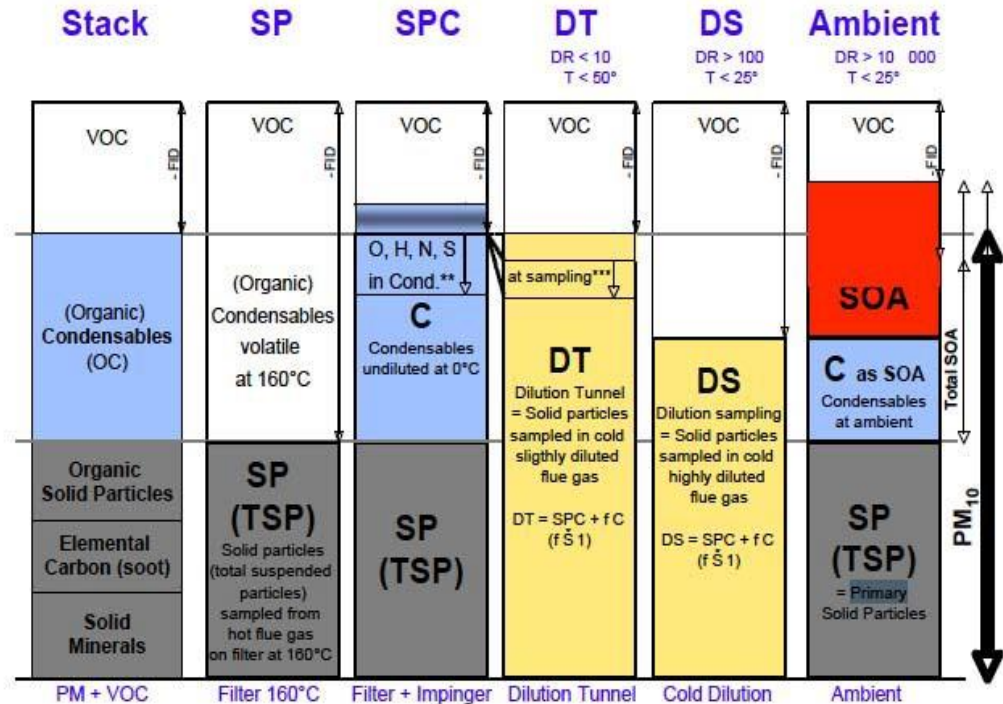 Stack
SP
SPC
DT
DS
Ambient
DR < 10
T < 50°
DR > 100
T < 25°
DR > 10 000
T < 25°
VOC
- FID
VOC
- FID
VOC
- FID
VOC
- FID
VOC
- FID
VOC
- FID
(Organic)
Condensables
(OC)
Organic
Solid Particles
Elemental
Carbon (soot)
Solid
Minerals
PM + VOC
(Organic)
Condensables
volatile
at 160°C
SP
(TSP)
Solid particles
(total suspended
particles)
sampled from
hot flue gas
on filter at 160°C
Filter 160°C
O, H, N, S
in Cond.**
C
Condensables
undiluted at 0°C
SP
(TSP)
Filter + Impinger
at sampling***
DT
Dilution Tunnel
= Solid particles
sampled in cold
sligthly diluted
flue gas
DT = SPC + f C
(f Š 1)
Dilution Tunnel
DS
Dilution sampling
= Solid particles
sampled in cold
highly diluted
flue gas
DS = SPC + f C
(f Š 1)
Cold Dilution
SOA
C as SOA
Condensables
at ambient
SP
(TSP)
= Primary
Solid Particles
Ambient
Total SOA
PM10